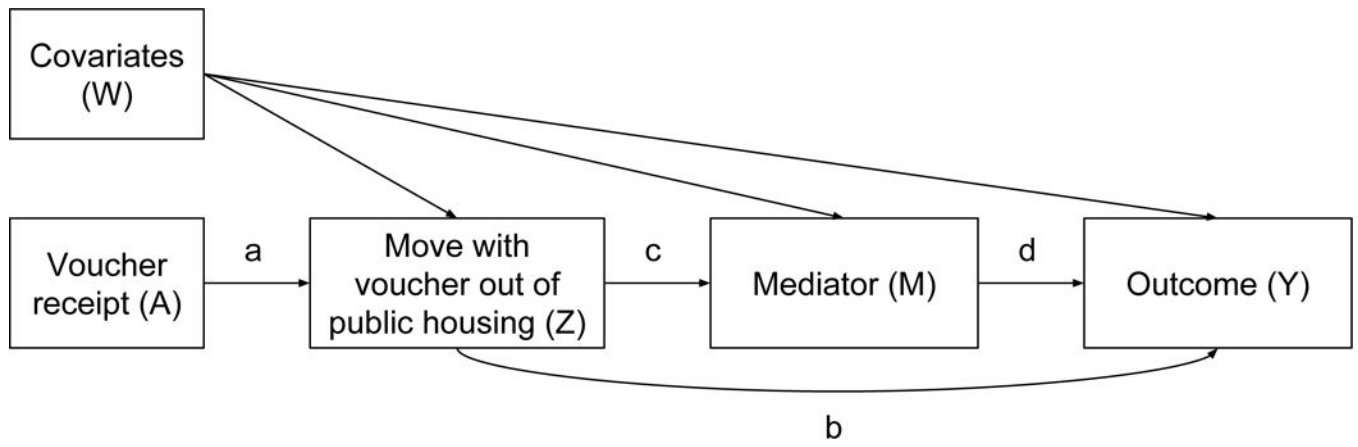 Covariates
(W)
Voucher
receipt (A)
a
Move with
voucher out of
public housing (Z)
c
Mediator (M)
d
Outcome (Y)
b